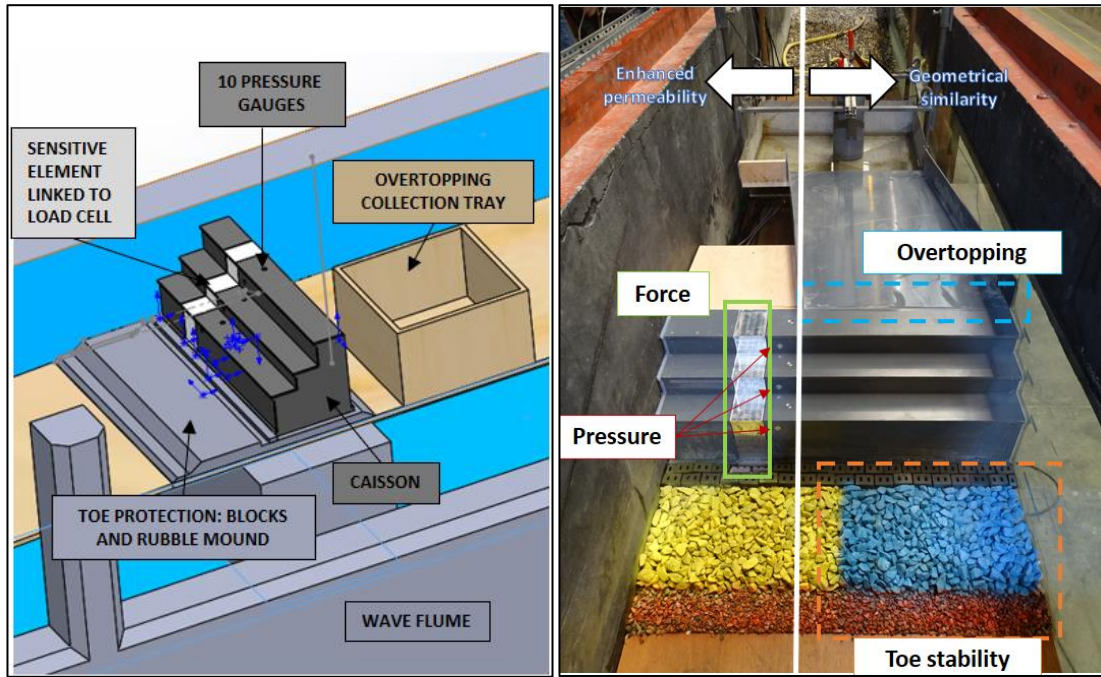 10 PRESSURE
GAUGES
SENSITIVE
ELEMENT
LINKED TO
LOAD CELL
OVERTOPPING
COLLECTION TRAY
CAISSON
TOE PROTECTION: BLOCKS
AND RUBBLE MOUND
WAVE FLUME
Enhanced
permeability
Geometrical
similarity
Overtopping
Force
Pressure
Toe stability